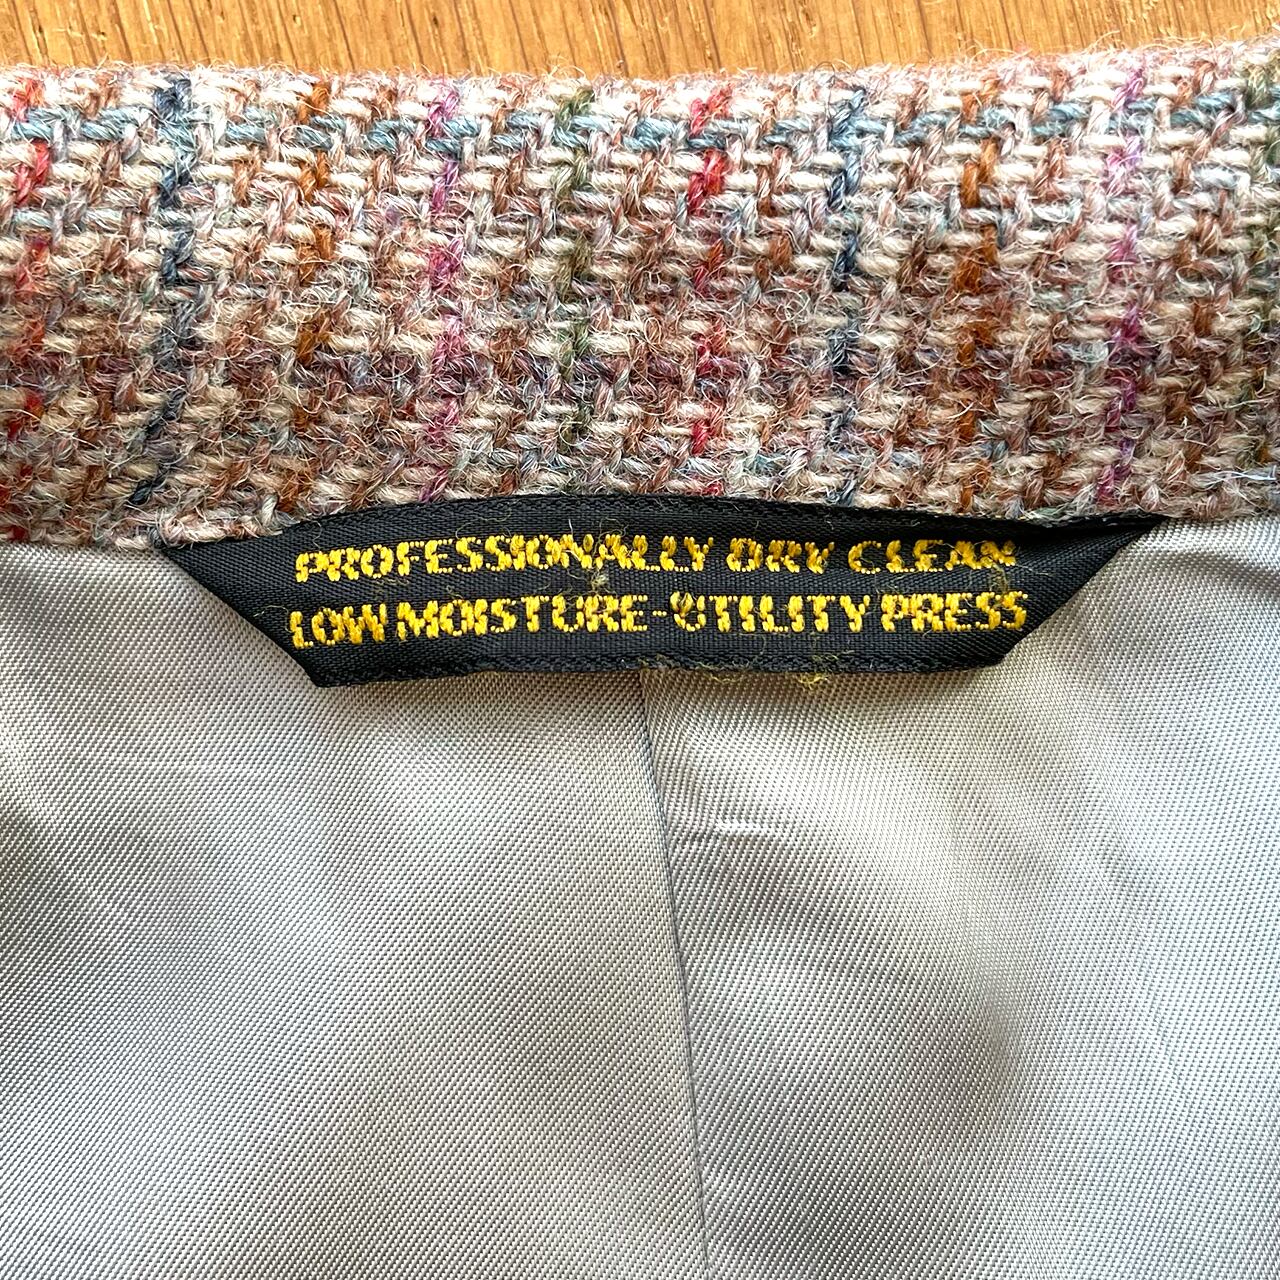 PROFESSIONALLY DRY CLEAN
LOW MOISTURE-UTILITY PRESS